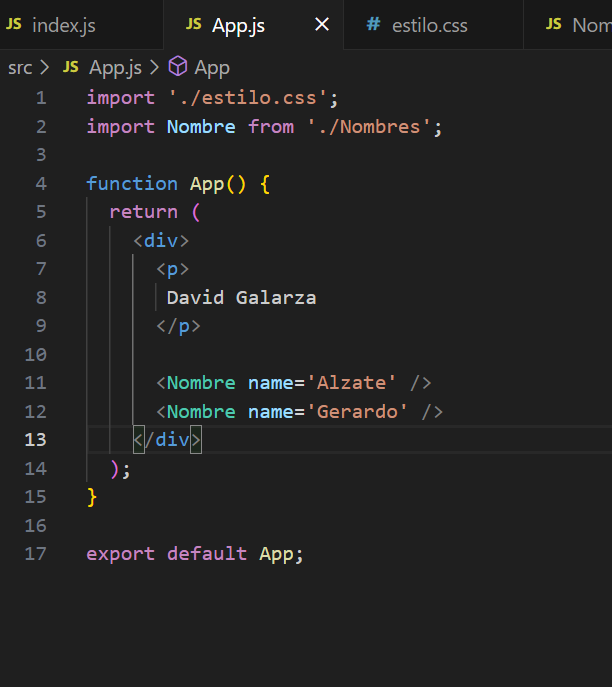 JS index.js JS App.js × # estilo.css JS Nom
src > JS App.js > App
1 import './estilo.css';
2 import Nombre from './Nombres';
3
4 function App() {
5 return (
6 <div>
7 <p>
8 David Galarza
9 </p>
10
11 <Nombre name='Alzate' />
12 <Nombre name='Gerardo' />
13 </div>
14 );
15 }
16
17 export default App;